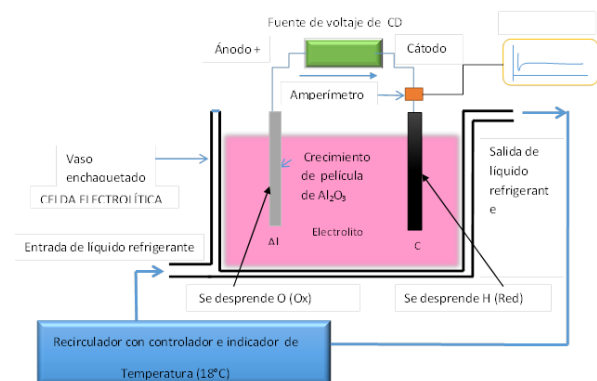 Fuente de voltaje de CD
Ánodo +
Cátodo
Amperímetro
Vaso
enchaquetado
CELDA ELECTROLÍTICA
Crecimiento
de película
de Al₂O₃
Salida de
líquido
refrigerant
e
Al
Electrolito
C
Entrada de líquido refrigerante
Se desprende O (Ox)
Se desprende H (Red)
Recirculador con controlador e indicador de
Temperatura (18°C)